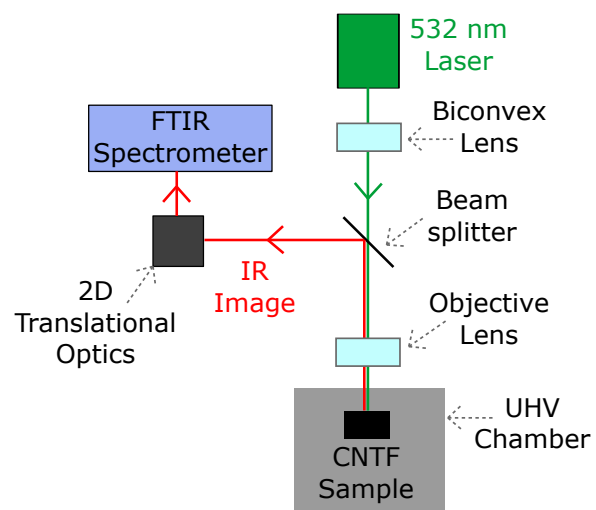 532 nm
Laser
Biconvex
Lens
FTIR
Spectrometer
Beam
splitter
IR
Image
2D
Translational
Optics
Objective
Lens
UHV
Chamber
CNTF
Sample